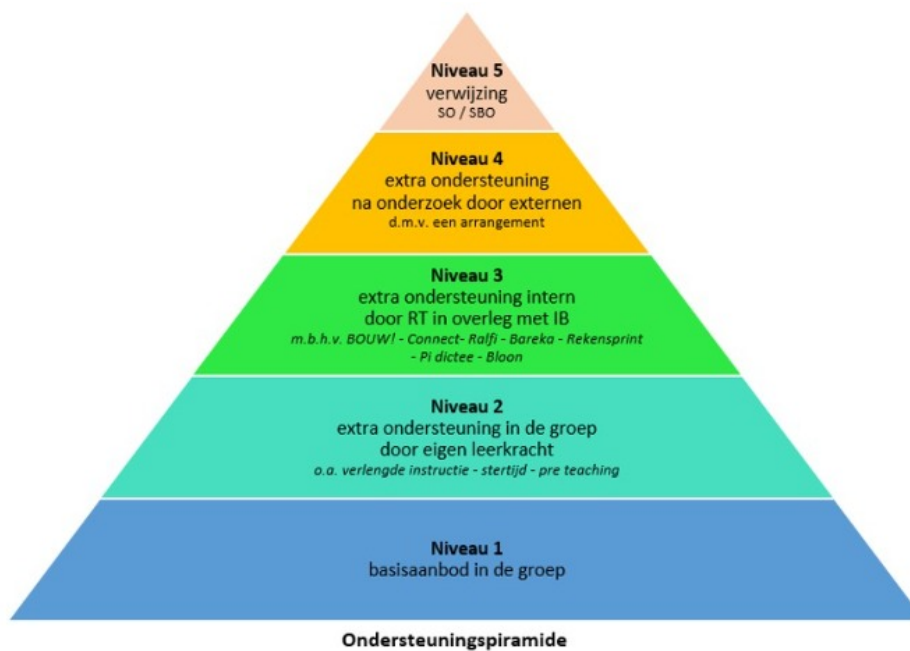 Niveau 5
verwijzing
SO / SBO
Niveau 4
extra ondersteuning
na onderzoek door externen
d.m.v. een arrangement
Niveau 3
extra ondersteuning intern
door RT in overleg met IB
m.b.h.v. BOUW! - Connect- Ralfi - Bareka - Rekensprint
- Pi dictee - Bloon
Niveau 2
extra ondersteuning in de groep
door eigen leerkracht
o.a. verlengde instructie - stertijd - pre teaching
Niveau 1
basisaanbod in de groep
Ondersteuningspiramide